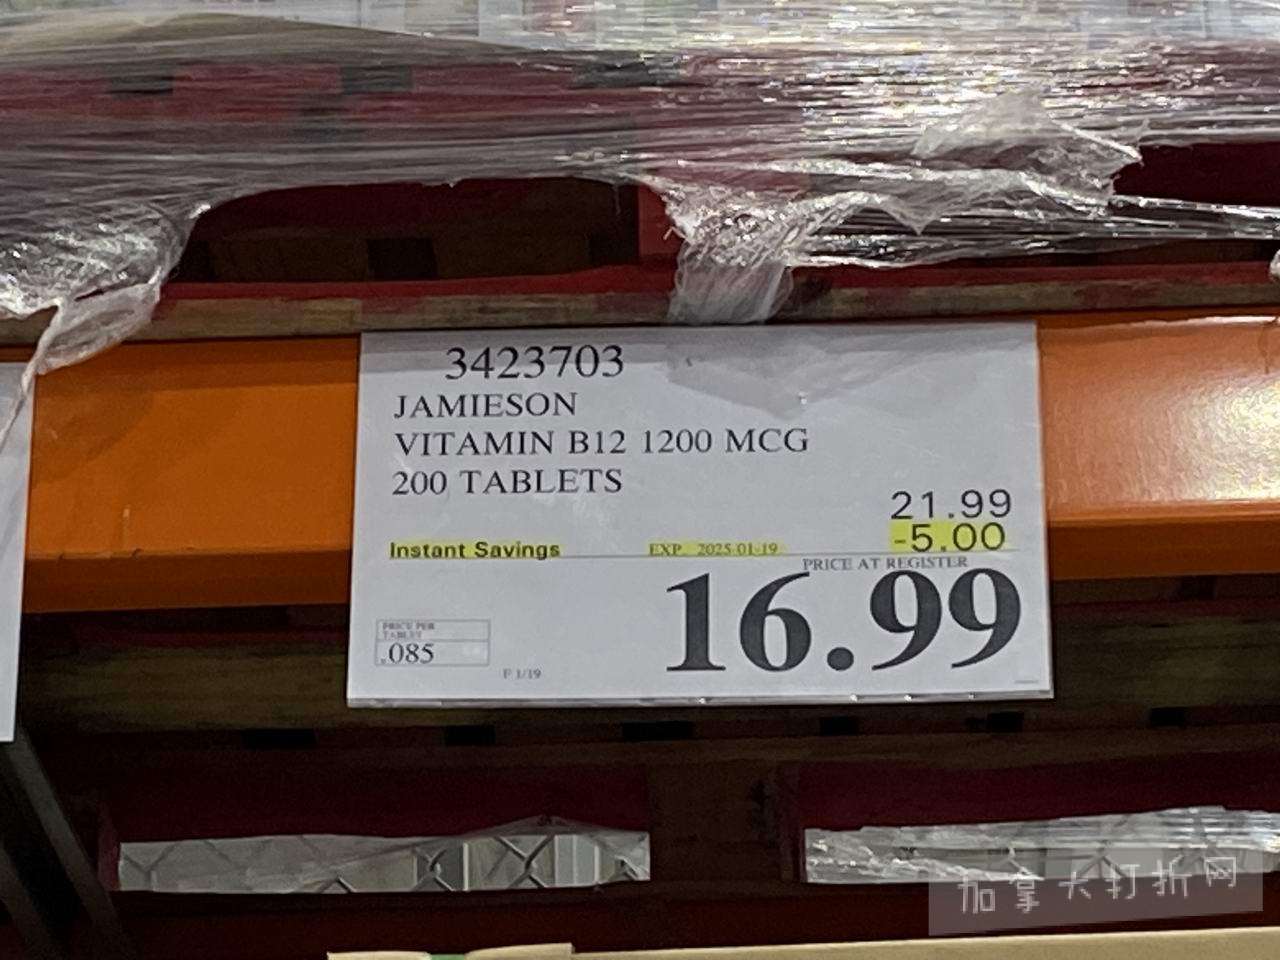 3423703
JAMIESON
VITAMIN B12 1200 MCG
200 TABLETS
21.99
Instant Savings EXP. 2025-01-19 -5.00
PRICE AT REGISTER
16.99
PRICE PER
TABLET
.085
F 1/19
加拿大打折网